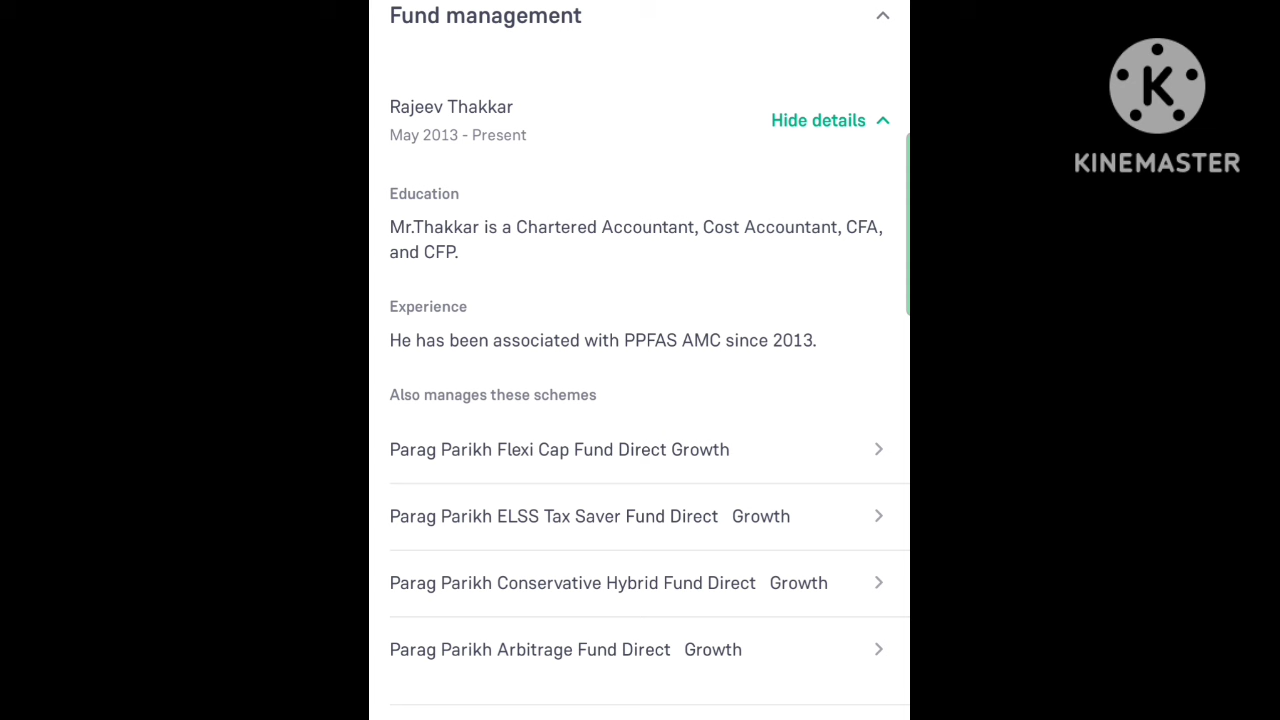 Fund management
Rajeev Thakkar
May 2013 - Present
Hide details
Education
Mr.Thakkar is a Chartered Accountant, Cost Accountant, CFA,
and CFP.
Experience
He has been associated with PPFAS AMC since 2013.
Also manages these schemes
Parag Parikh Flexi Cap Fund Direct Growth
Parag Parikh ELSS Tax Saver Fund Direct Growth
Parag Parikh Conservative Hybrid Fund Direct Growth
Parag Parikh Arbitrage Fund Direct Growth
K
KINEMASTER